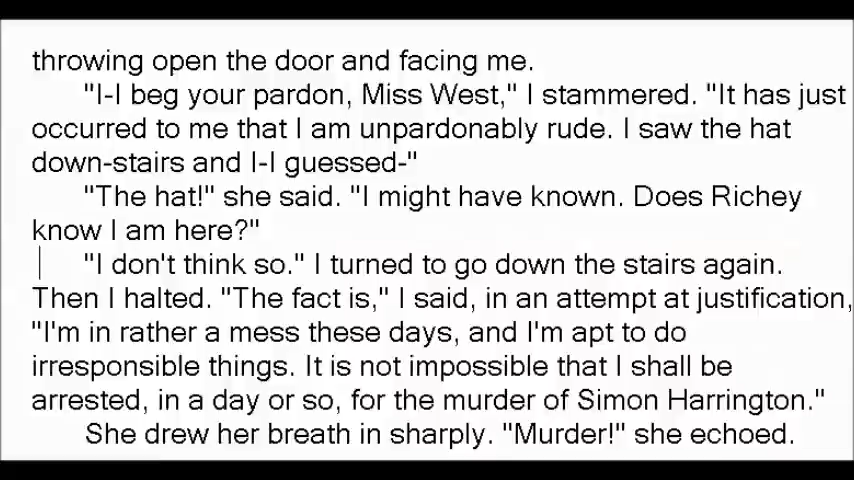 throwing open the door and facing me.
"I-I beg your pardon, Miss West," I stammered. "It has just
occurred to me that I am unpardonably rude. I saw the hat
down-stairs and I-I guessed-"
"The hat!" she said. "I might have known. Does Richey
know I am here?"
"I don't think so." I turned to go down the stairs again.
Then I halted. "The fact is," I said, in an attempt at justification,
"I'm in rather a mess these days, and I'm apt to do
irresponsible things. It is not impossible that I shall be
arrested, in a day or so, for the murder of Simon Harrington."
She drew her breath in sharply. "Murder!" she echoed.